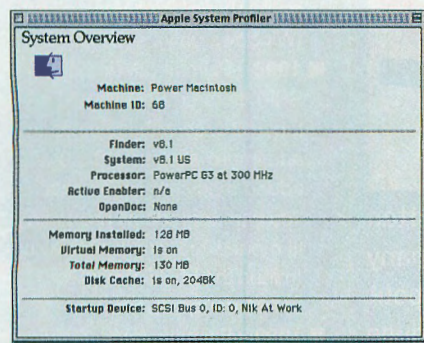 Apple System Profiler
System Overview
Machine: Power Macintosh
Machine ID: 68
Finder: v8.1
System: v8.1 US
Processor: PowerPC G3 at 300 MHz
Active Enabler: n/a
OpenDoc: None
Memory Installed: 128 MB
Virtual Memory: Is on
Total Memory: 130 MB
Disk Cache: Is on, 2048K
Startup Device: SCSI Bus 0, ID: 0, Nik At Work